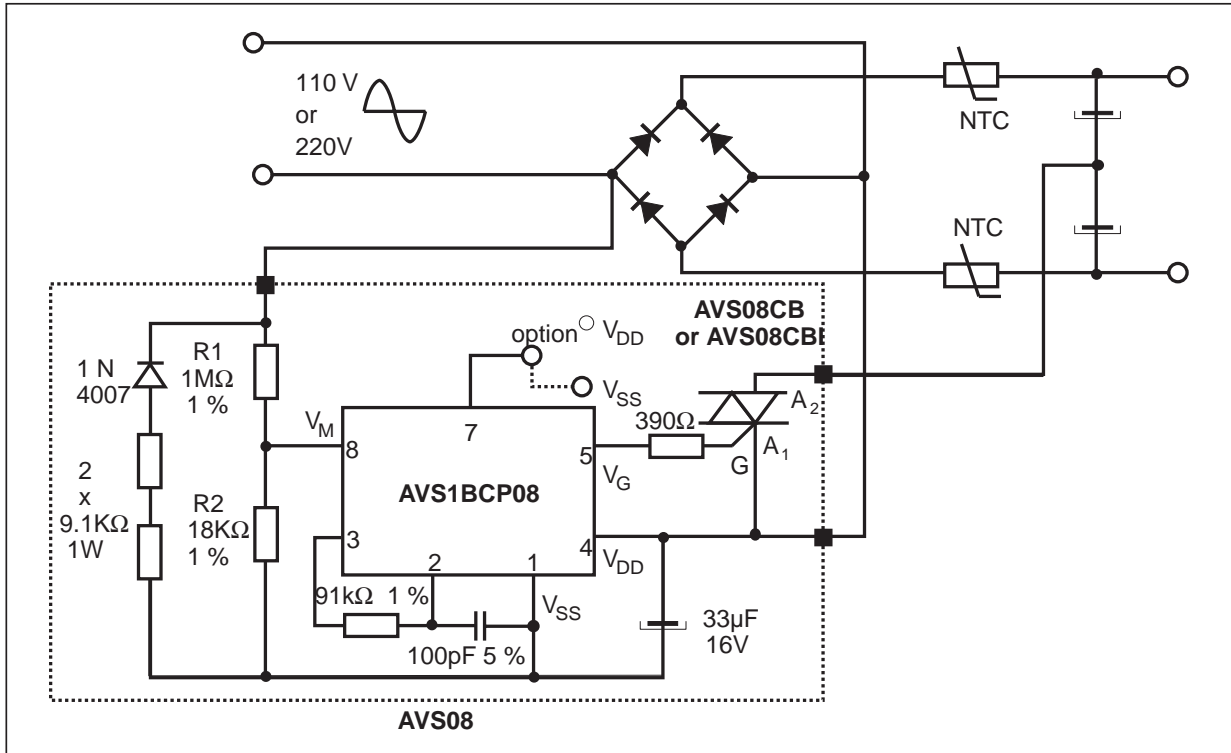 110 V
or
220V
NTC
NTC
AVS08CB
or AVS08CBI
option○ V_DD
V_SS
1 N
4007
R1
1MΩ
1 %
V_M
8
7
390Ω
5
V_G
A_2
A_1
G
AVS1BCP08
2
x
9.1KΩ
1W
R2
18KΩ
1 %
3
2
1
4
V_DD
91kΩ 1 %
V_SS
100pF 5 %
33µF
16V
AVS08